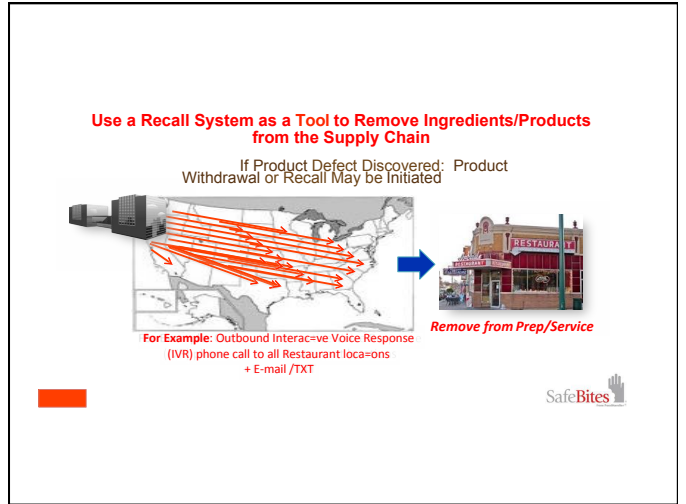 Use a Recall System as a Tool to Remove Ingredients/Products
from the Supply Chain
If Product Defect Discovered:  Product
Withdrawal or Recall May be Initiated
RESTAURANT
RESTAURANT
Remove from Prep/Service
For Example: Outbound Interac=ve Voice Response
(IVR) phone call to all Restaurant loca=ons
+ E-mail /TXT
SafeBites